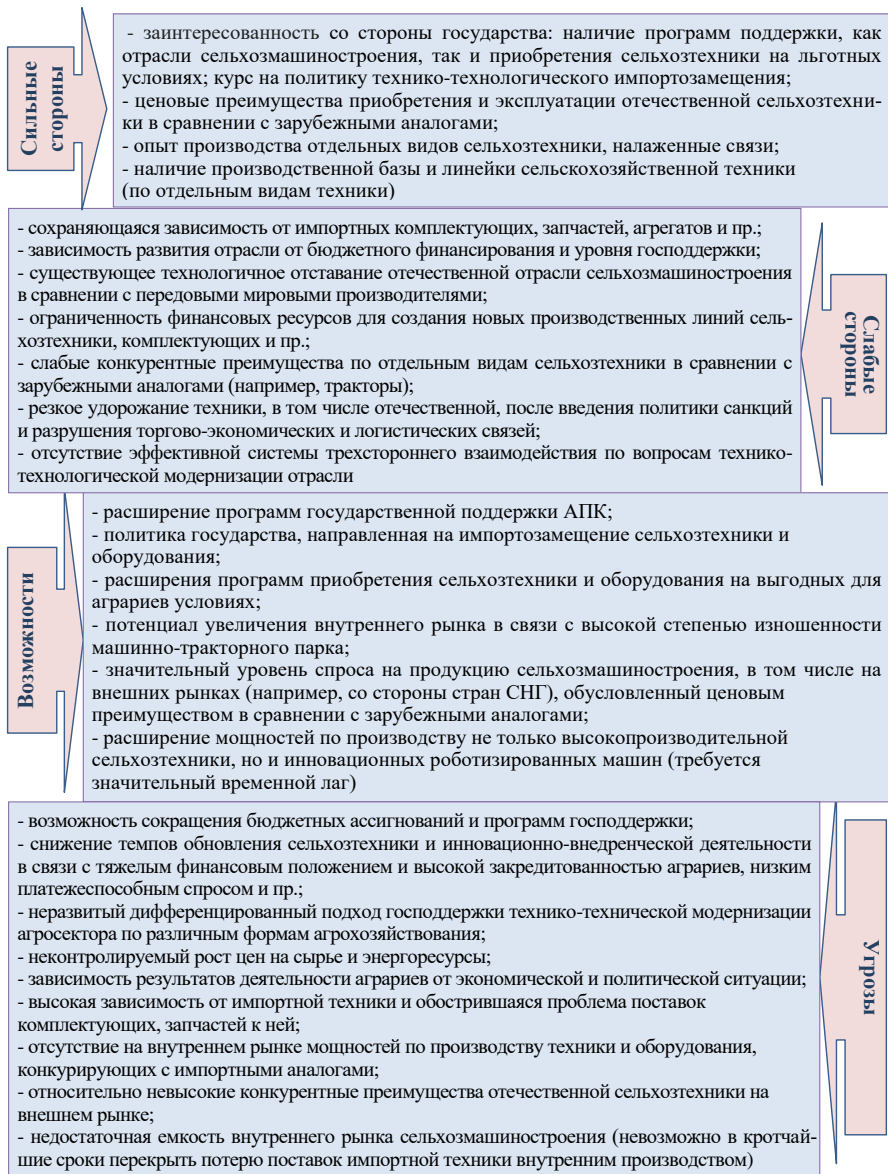 Сильные
стороны
- заинтересованность со стороны государства: наличие программ поддержки, как
отрасли сельхозмашиностроения, так и приобретения сельхозтехники на льготных
условиях; курс на политику технико-технологического импортозамещения;
- ценовые преимущества приобретения и эксплуатации отечественной сельхозтехни-
ки в сравнении с зарубежными аналогами;
- опыт производства отдельных видов сельхозтехники, налаженные связи;
- наличие производственной базы и линейки сельскохозяйственной техники
(по отдельным видам техники)
- сохраняющаяся зависимость от импортных комплектующих, запчастей, агрегатов и пр.;
- зависимость развития отрасли от бюджетного финансирования и уровня господдержки;
- существующее технологичное отставание отечественной отрасли сельхозмашиностроения
в сравнении с передовыми мировыми производителями;
- ограниченность финансовых ресурсов для создания новых производственных линий сель-
хозтехники, комплектующих и пр.;
- слабые конкурентные преимущества по отдельным видам сельхозтехники в сравнении с
зарубежными аналогами (например, тракторы);
- резкое удорожание техники, в том числе отечественной, после введения политики санкций
и разрушения торгово-экономических и логистических связей;
- отсутствие эффективной системы трехстороннего взаимодействия по вопросам технико-
технологической модернизации отрасли
Слабые
стороны
Возможности
- расширение программ государственной поддержки АПК;
- политика государства, направленная на импортозамещение сельхозтехники и
оборудования;
- расширения программ приобретения сельхозтехники и оборудования на выгодных для
аграриев условиях;
- потенциал увеличения внутреннего рынка в связи с высокой степенью изношенности
машинно-тракторного парка;
- значительный уровень спроса на продукцию сельхозмашиностроения, в том числе на
внешних рынках (например, со стороны стран СНГ), обусловленный ценовым
преимуществом в сравнении с зарубежными аналогами;
- расширение мощностей по производству не только высокопроизводительной
сельхозтехники, но и инновационных роботизированных машин (требуется
значительный временной лаг)
- возможность сокращения бюджетных ассигнований и программ господдержки;
- снижение темпов обновления сельхозтехники и инновационно-внедренческой деятельности
в связи с тяжелым финансовым положением и высокой закредитованностью аграриев, низким
платежеспособным спросом и пр.;
- неразвитый дифференцированный подход господдержки технико-технической модернизации
агросектора по различным формам агрохозяйствования;
- неконтролируемый рост цен на сырье и энергоресурсы;
- зависимость результатов деятельности аграриев от экономической и политической ситуации;
- высокая зависимость от импортной техники и обострившаяся проблема поставок
комплектующих, запчастей к ней;
- отсутствие на внутреннем рынке мощностей по производству техники и оборудования,
конкурирующих с импортными аналогами;
- относительно невысокие конкурентные преимущества отечественной сельхозтехники на
внешнем рынке;
- недостаточная емкость внутреннего рынка сельхозмашиностроения (невозможно в кротчай-
шие сроки перекрыть потерю поставок импортной техники внутренним производством)
Угрозы